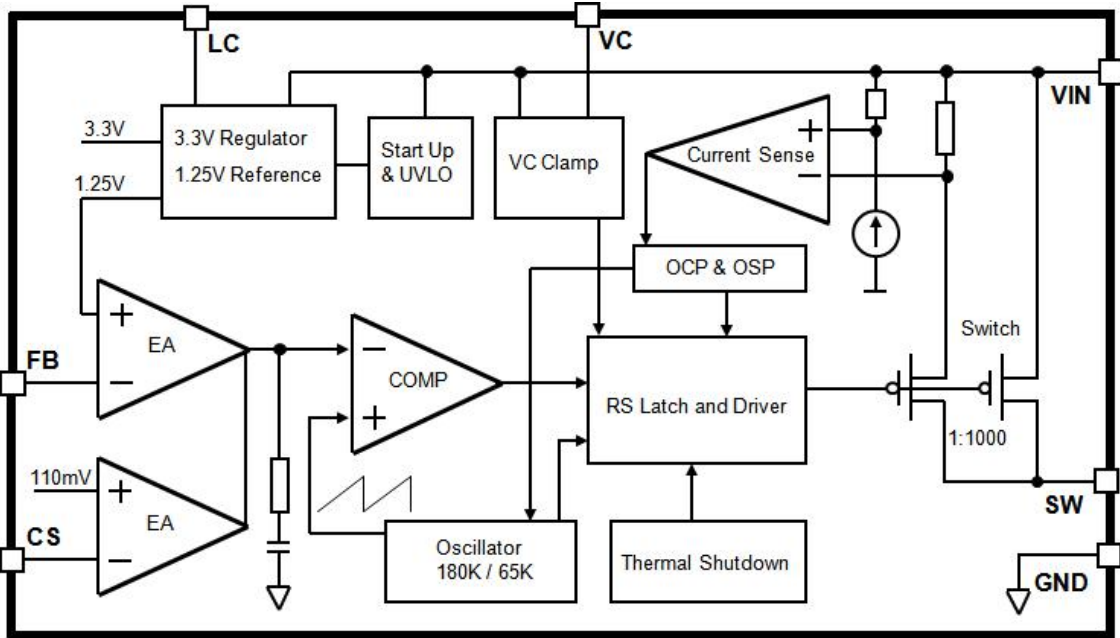 LC
VC
VIN
3.3V
1.25V
3.3V Regulator
1.25V Reference
Start Up
& UVLO
VC Clamp
+
Current Sense
−
OCP & OSP
Switch
+
EA
−
FB
−
COMP
+
RS Latch and Driver
1:1000
SW
110mV
+
EA
−
CS
Oscillator
180K / 65K
Thermal Shutdown
GND